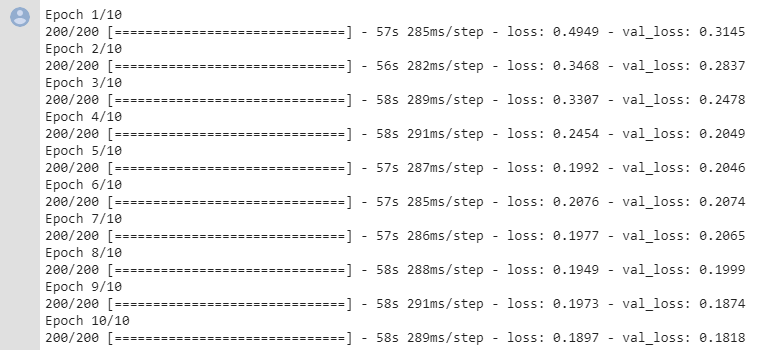 Epoch 1/10
200/200 [==============================] - 57s 285ms/step - loss: 0.4949 - val_loss: 0.3145
Epoch 2/10
200/200 [==============================] - 56s 282ms/step - loss: 0.3468 - val_loss: 0.2837
Epoch 3/10
200/200 [==============================] - 58s 289ms/step - loss: 0.3307 - val_loss: 0.2478
Epoch 4/10
200/200 [==============================] - 58s 291ms/step - loss: 0.2454 - val_loss: 0.2049
Epoch 5/10
200/200 [==============================] - 57s 287ms/step - loss: 0.1992 - val_loss: 0.2046
Epoch 6/10
200/200 [==============================] - 57s 285ms/step - loss: 0.2076 - val_loss: 0.2074
Epoch 7/10
200/200 [==============================] - 57s 286ms/step - loss: 0.1977 - val_loss: 0.2065
Epoch 8/10
200/200 [==============================] - 58s 288ms/step - loss: 0.1949 - val_loss: 0.1999
Epoch 9/10
200/200 [==============================] - 58s 291ms/step - loss: 0.1973 - val_loss: 0.1874
Epoch 10/10
200/200 [==============================] - 58s 289ms/step - loss: 0.1897 - val_loss: 0.1818